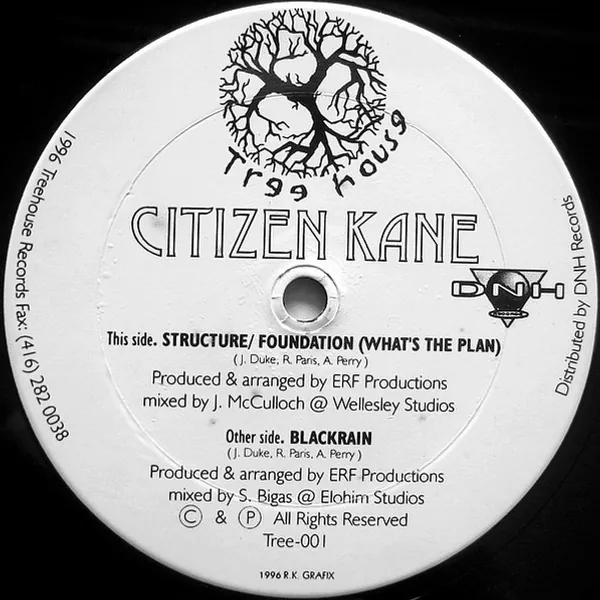 Tree House
CITIZEN KANE
1996 Treehouse Records Fax: (416) 282 0038
DNH
Distributed by DNH Records
This side. STRUCTURE/ FOUNDATION (WHAT'S THE PLAN)
(J. Duke, R. Paris, A. Perry)
Produced & arranged by ERF Productions
mixed by J. McCulloch @ Wellesley Studios
Other side. BLACKRAIN
(J. Duke, R. Paris, A. Perry)
Produced & arranged by ERF Productions
mixed by S. Bigas @ Elohim Studios
Ⓒ & Ⓟ All Rights Reserved
Tree-001
1996 R.K. GRAFIX